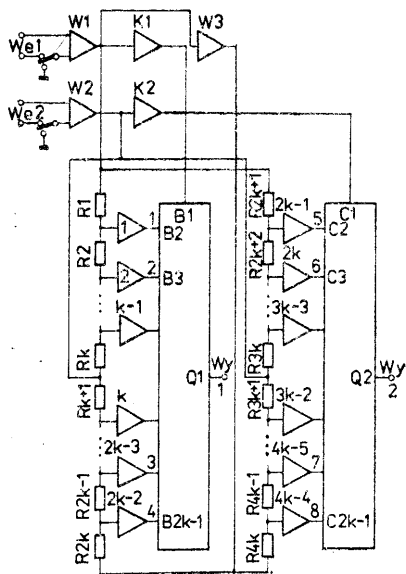 W1 K1 W3
We1
W2 K2
We2
B1 C1
R1 1 1 B2
R2 2 2 B3
k-1
Rk
Rk+1 k
2k-3 3
R2k-1 2k-2 4 B2k-1
R2k
Q1 Wy 1
R2k+1 2k-1 5 C2
R2k+2 2k 6 C3
3k-3
R3k
R3k+1 3k-2
4k-5 7
R4k-1 4k-4 8 C2k-1
R4k
Q2 Wy 2